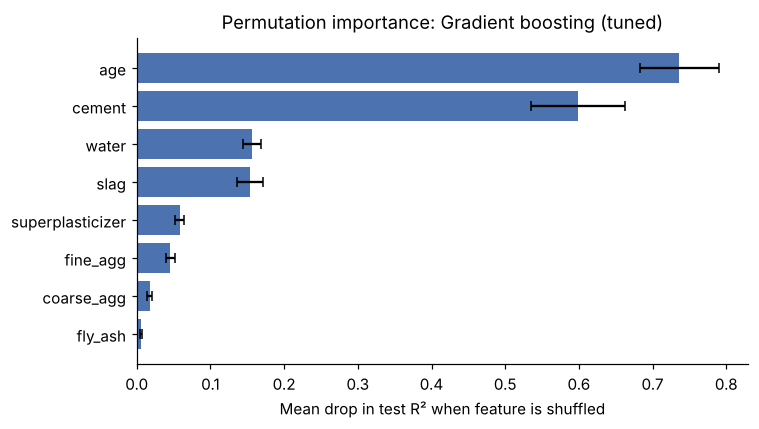 Permutation importance: Gradient boosting (tuned)
age
cement
water
slag
superplasticizer
fine_agg
coarse_agg
fly_ash
0.0 0.1 0.2 0.3 0.4 0.5 0.6 0.7 0.8
Mean drop in test R² when feature is shuffled